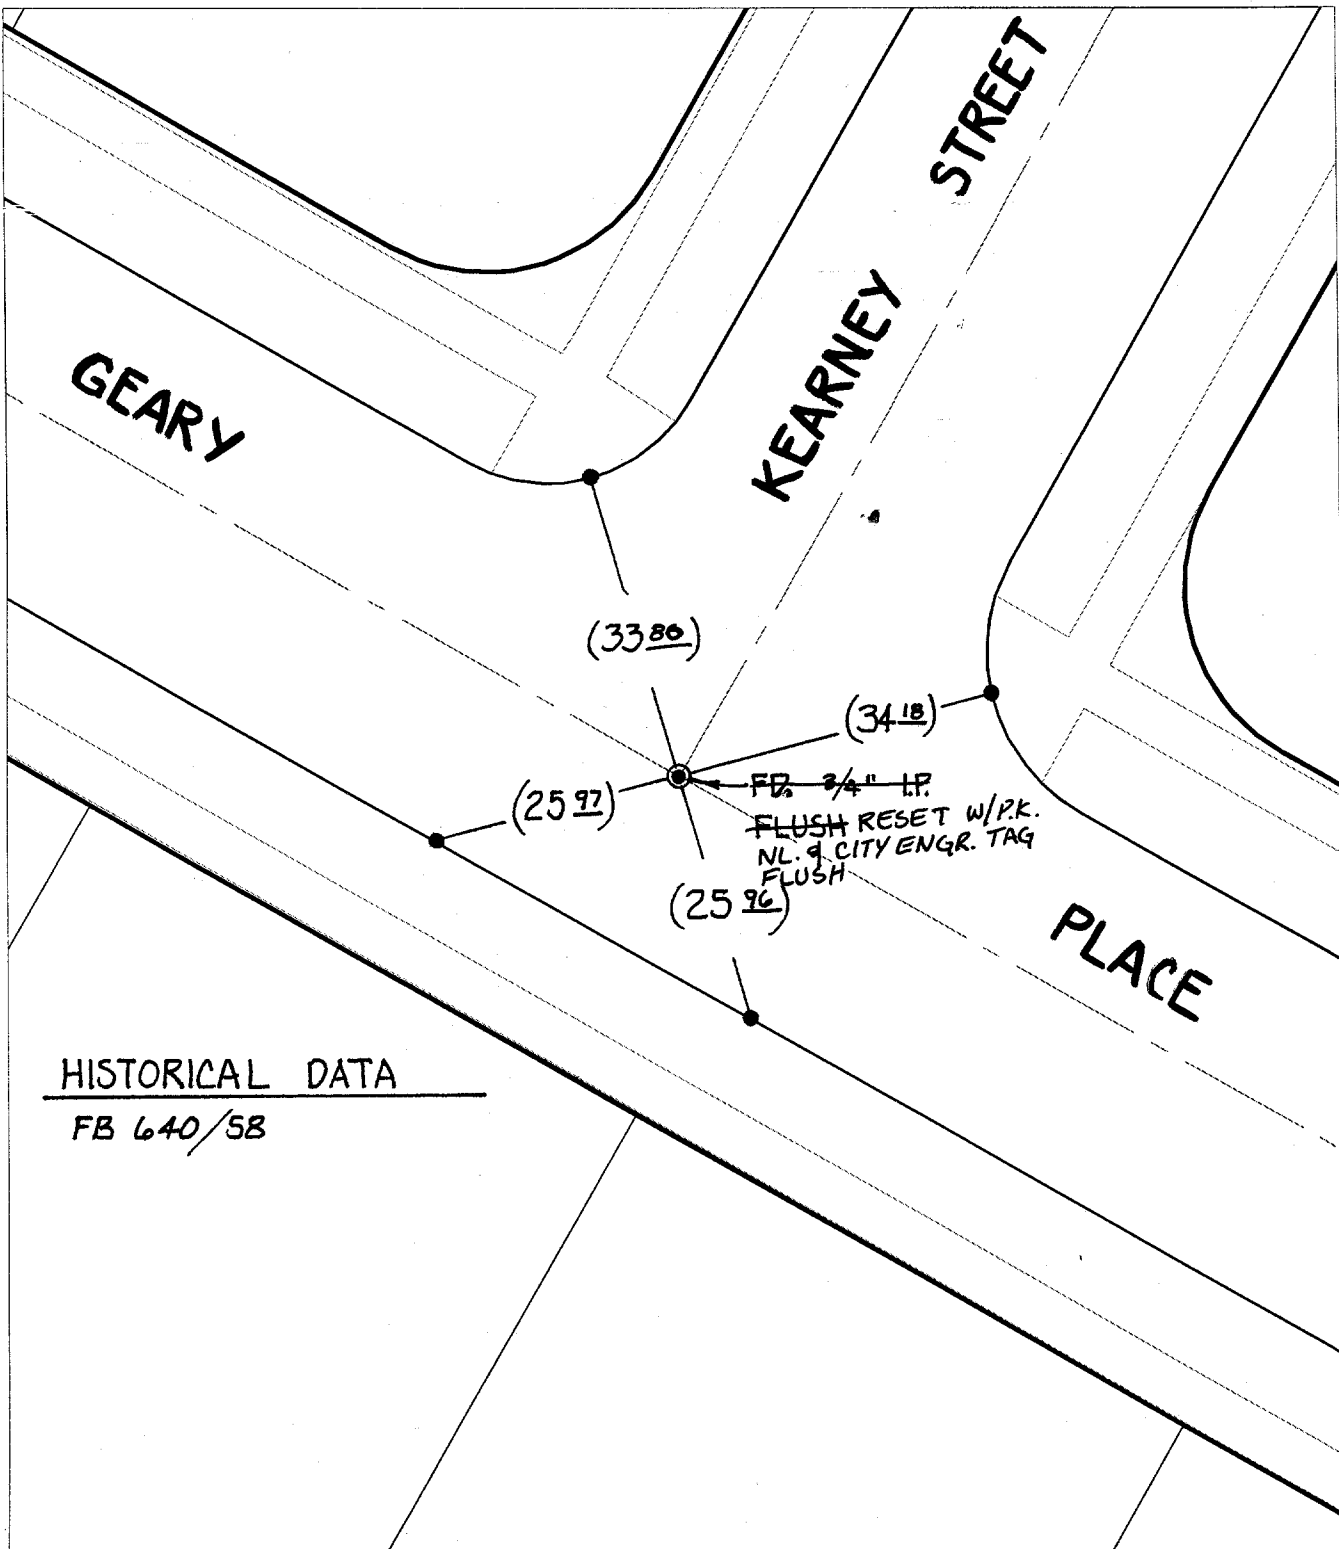 STREET
KEARNEY
GEARY
(33 80)
(34 18)
(25 97)
FD. 3/4" I.P.
FLUSH RESET W/P.K.
NL. & CITY ENGR. TAG
FLUSH
(25 96)
PLACE
HISTORICAL DATA
FB 640/58